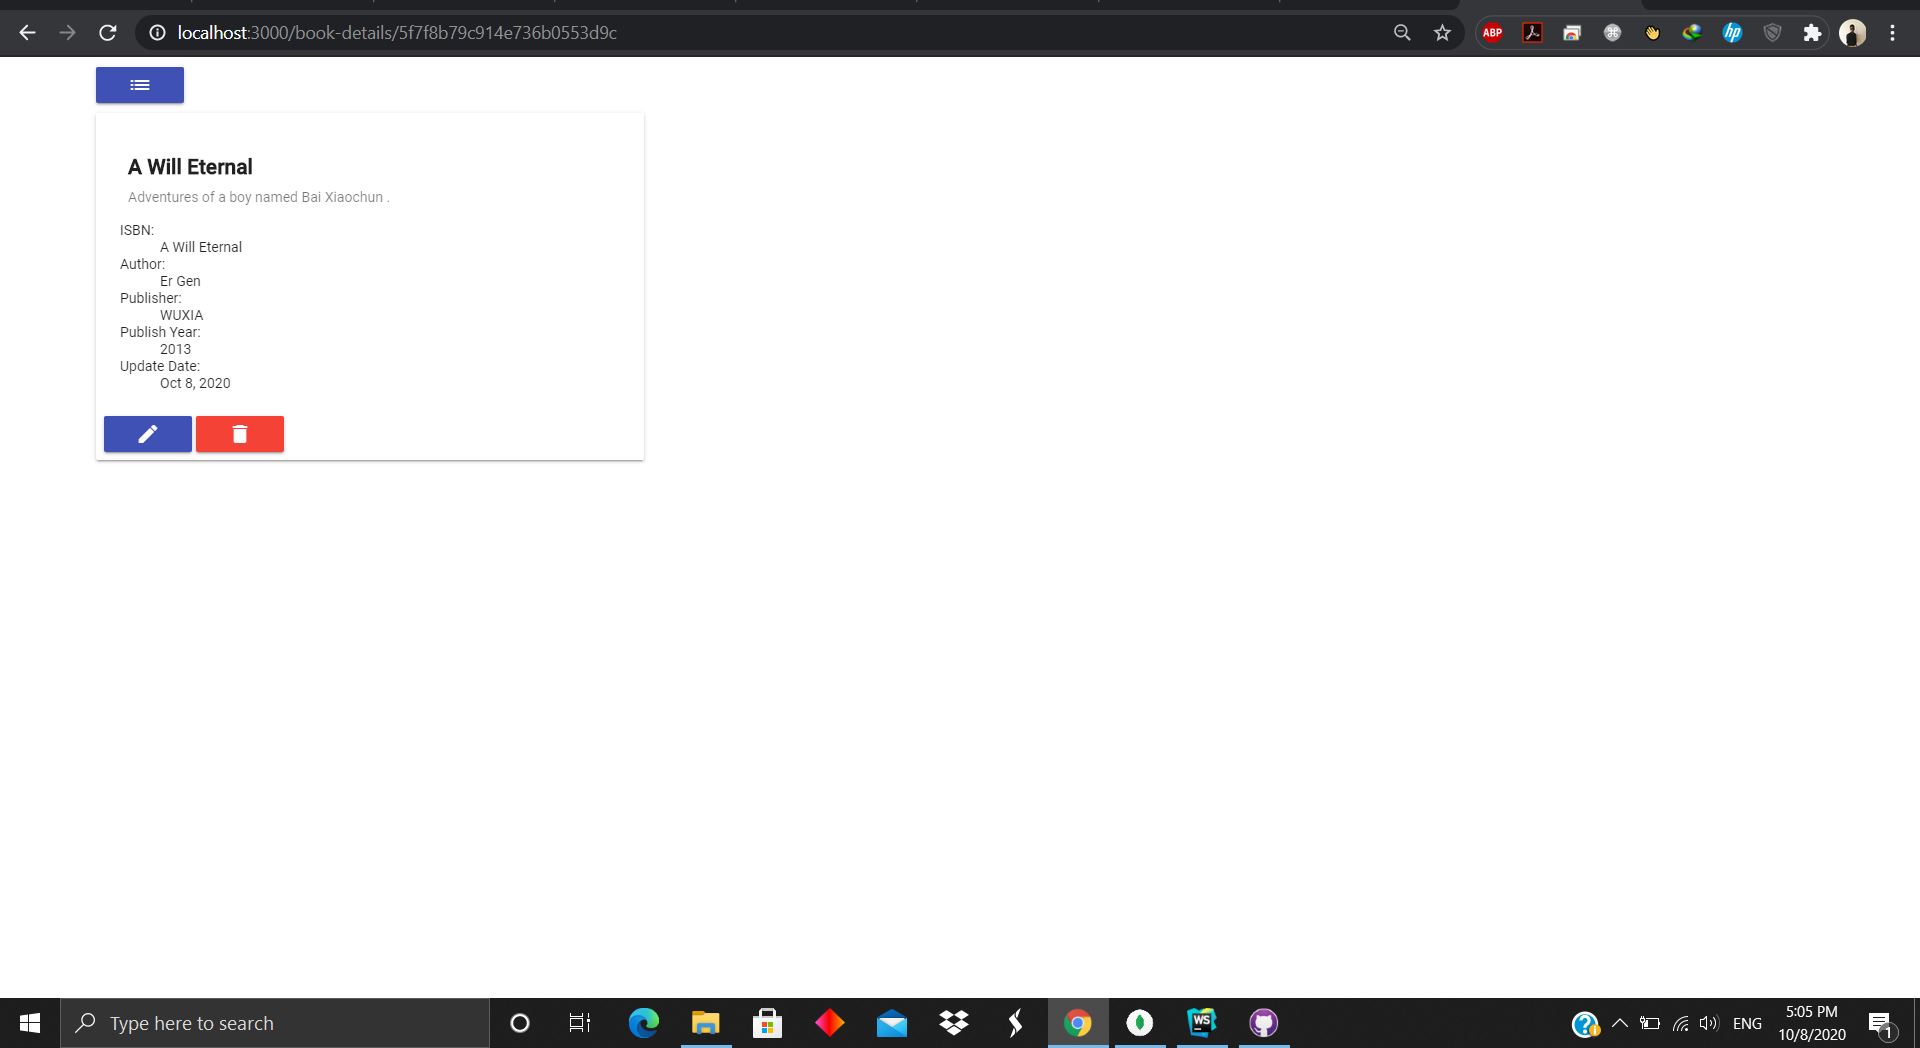 localhost:3000/book-details/5f7f8b79c914e736b0553d9c
ABP
hp
A Will Eternal
Adventures of a boy named Bai Xiaochun .
ISBN:
A Will Eternal
Author:
Er Gen
Publisher:
WUXIA
Publish Year:
2013
Update Date:
Oct 8, 2020
Type here to search
WS
ENG
5:05 PM
10/8/2020
1